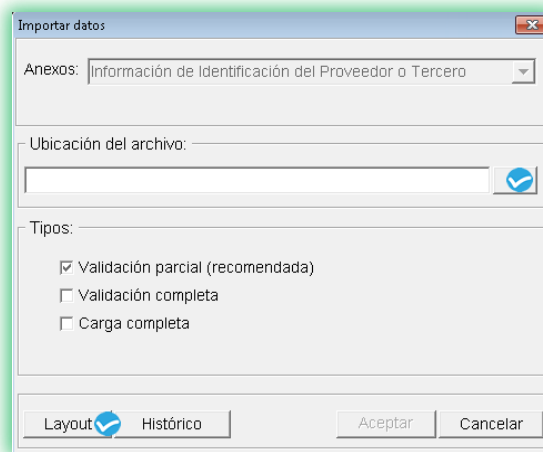 Importar datos
Anexos: Información de Identificación del Proveedor o Tercero
Ubicación del archivo:
Tipos:
Validación parcial (recomendada)
Validación completa
Carga completa
Layout Histórico Aceptar Cancelar